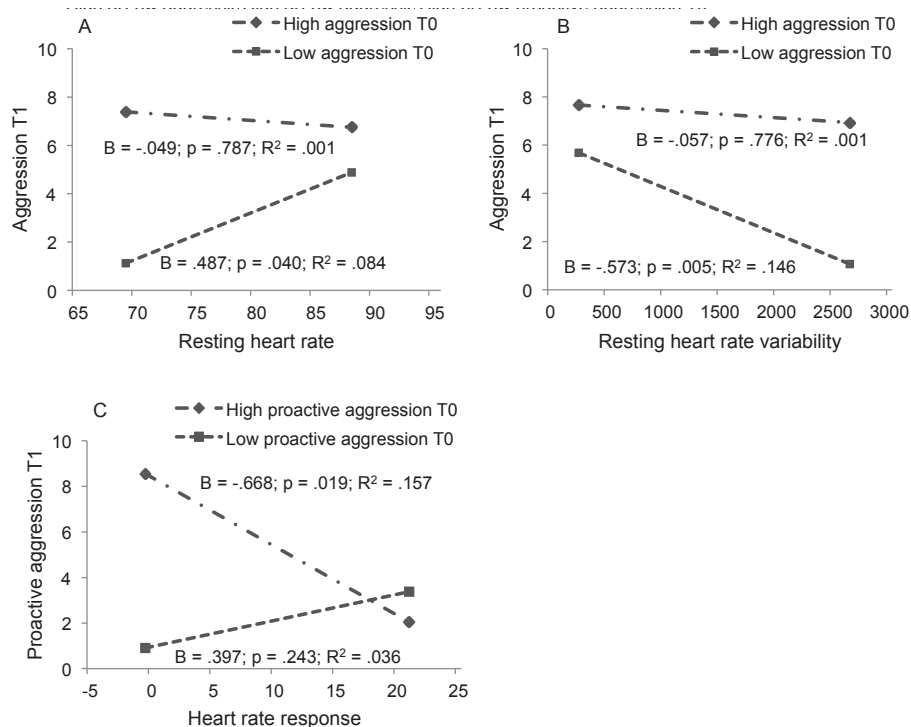 A
High aggression T0
Low aggression T0
10
8
6
4
2
0
Aggression T1
B = -.049; p = .787; R² = .001
B = .487; p = .040; R² = .084
65 70 75 80 85 90 95
Resting heart rate
B
High aggression T0
Low aggression T0
10
8
6
4
2
0
Aggression T1
B = -.057; p = .776; R² = .001
B = -.573; p = .005; R² = .146
0 500 1000 1500 2000 2500 3000
Resting heart rate variability
C
High proactive aggression T0
Low proactive aggression T0
10
8
6
4
2
0
Proactive aggression T1
B = -.668; p = .019; R² = .157
B = .397; p = .243; R² = .036
-5 0 5 10 15 20 25
Heart rate response